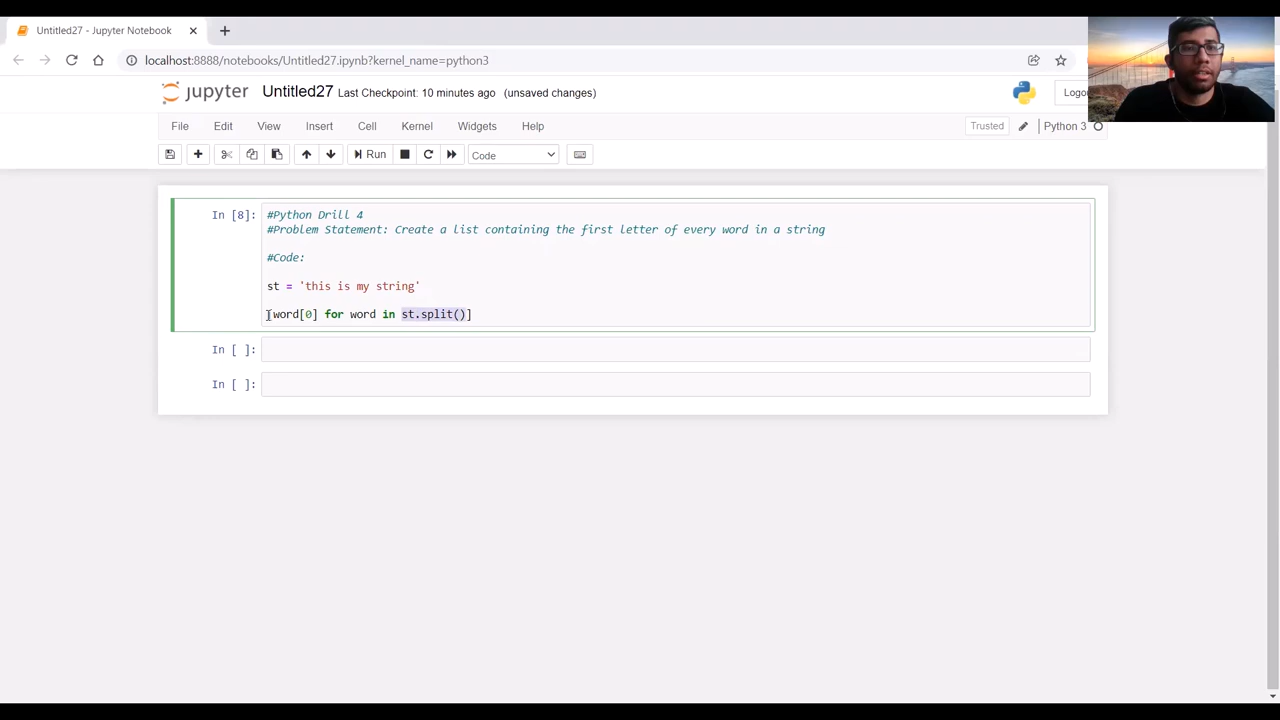 Untitled27 - Jupyter Notebook
localhost:8888/notebooks/Untitled27.ipynb?kernel_name=python3
jupyter Untitled27 Last Checkpoint: 10 minutes ago (unsaved changes)
File Edit View Insert Cell Kernel Widgets Help Trusted Python 3
Run Code
In [8]: #Python Drill 4
#Problem Statement: Create a list containing the first letter of every word in a string
#Code:
st = 'this is my string'
[word[0] for word in st.split()]
In [ ]:
In [ ]: